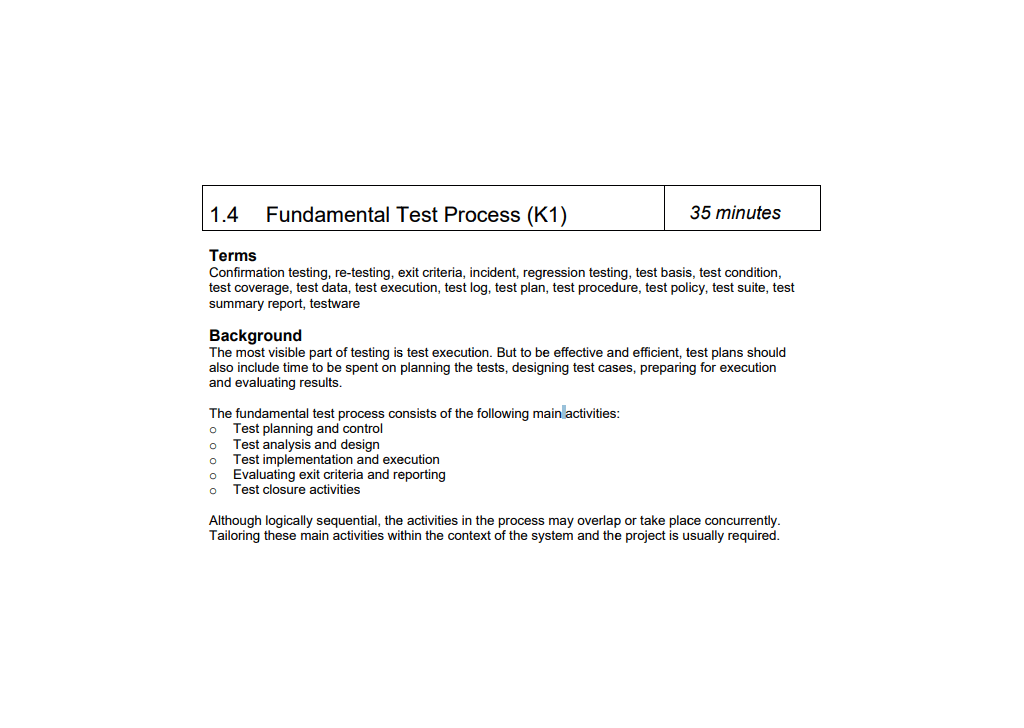 1.4 Fundamental Test Process (K1) 35 minutes
Terms
Confirmation testing, re-testing, exit criteria, incident, regression testing, test basis, test condition,
test coverage, test data, test execution, test log, test plan, test procedure, test policy, test suite, test
summary report, testware
Background
The most visible part of testing is test execution. But to be effective and efficient, test plans should
also include time to be spent on planning the tests, designing test cases, preparing for execution
and evaluating results.
The fundamental test process consists of the following main activities:
o Test planning and control
o Test analysis and design
o Test implementation and execution
o Evaluating exit criteria and reporting
o Test closure activities
Although logically sequential, the activities in the process may overlap or take place concurrently.
Tailoring these main activities within the context of the system and the project is usually required.